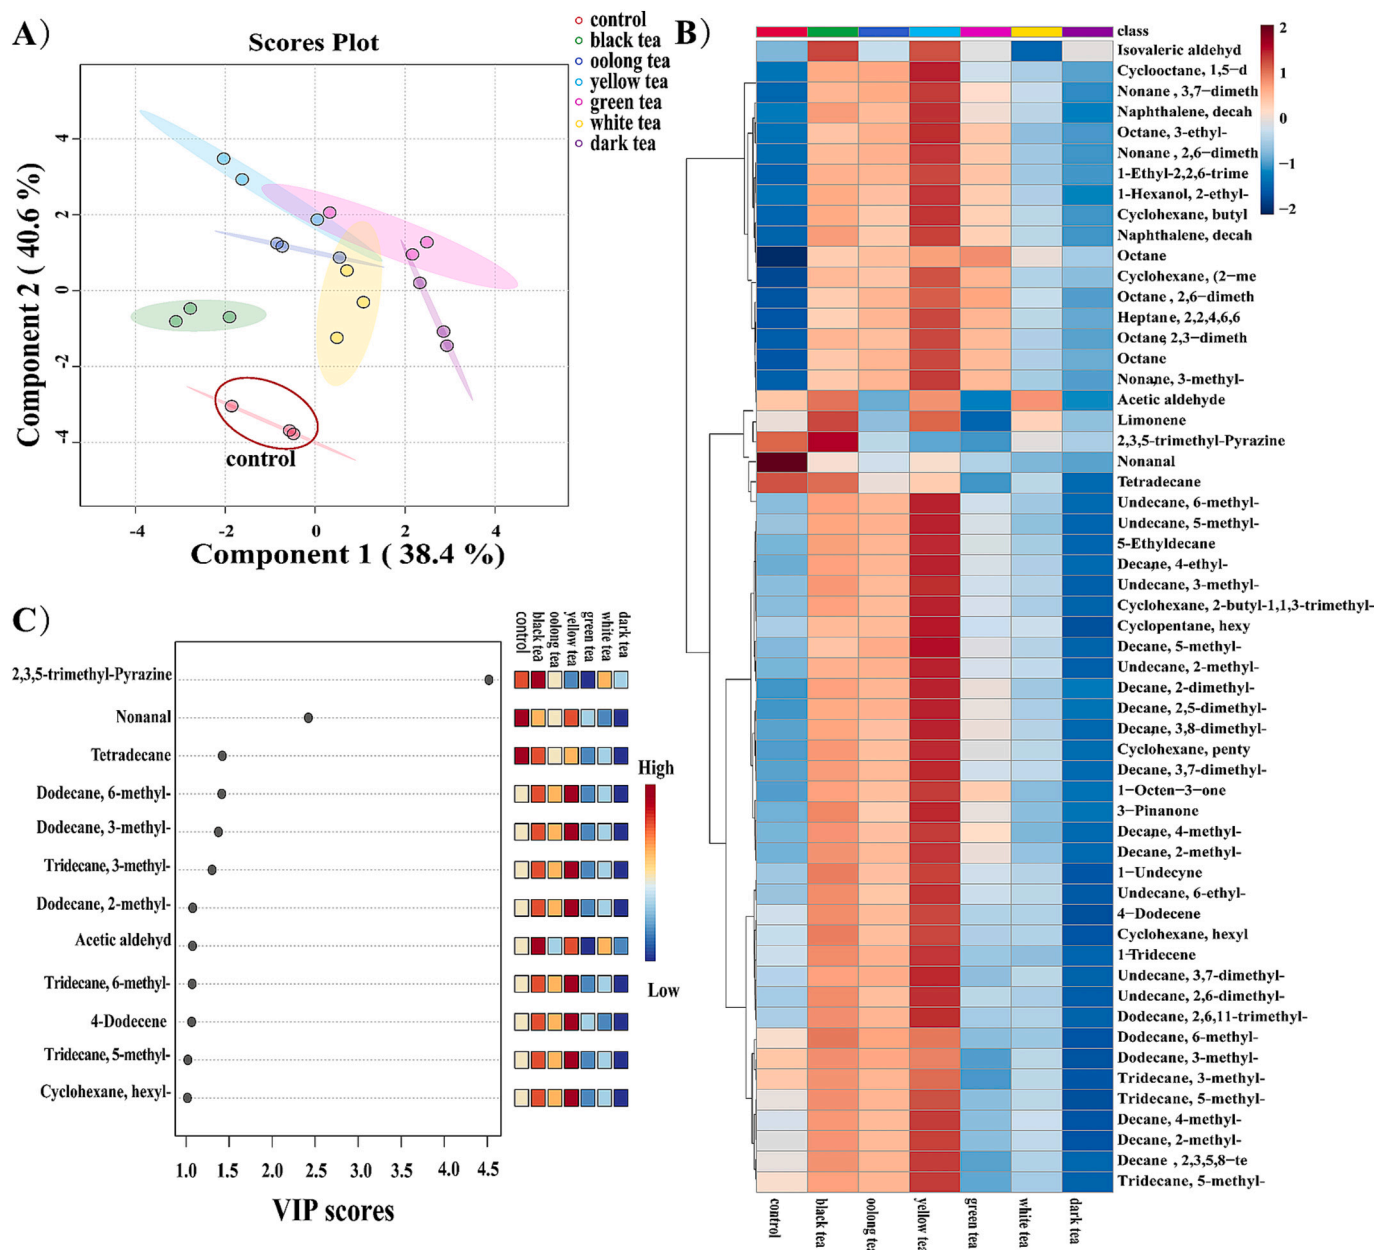 A)
Scores Plot
control
black tea
oolong tea
yellow tea
green tea
white tea
dark tea
Component 2 ( 40.6 %)
4
2
0
-2
-4
control
-4
-2
0
2
4
Component 1 ( 38.4 %)
B)
class
Isovaleric aldehyd
Cyclooctane, 1,5-d
Nonane , 3,7-dimeth
Naphthalene, decah
Octane, 3-ethyl-
Nonane , 2,6-dimeth
1-Ethyl-2,2,6-trime
1-Hexanol, 2-ethyl-
Cyclohexane, butyl
Naphthalene, decah
Octane
Cyclohexane, (2-me
Octane , 2,6-dimeth
Heptane, 2,2,4,6,6
Octane, 2,3-dimeth
Octane
Nonane, 3-methyl-
Acetic aldehyde
Limonene
2,3,5-trimethyl-Pyrazine
Nonanal
Tetradecane
Undecane, 6-methyl-
Undecane, 5-methyl-
5-Ethyldecane
Decane, 4-ethyl-
Undecane, 3-methyl-
Cyclohexane, 2-butyl-1,1,3-trimethyl-
Cyclopentane, hexy
Decane, 5-methyl-
Undecane, 2-methyl-
Decane, 2-dimethyl-
Decane, 2,5-dimethyl-
Decane, 3,8-dimethyl-
Cyclohexane, penty
Decane, 3,7-dimethyl-
1-Octen-3-one
3-Pinanone
Decane, 4-methyl-
Decane, 2-methyl-
1-Undecyne
Undecane, 6-ethyl-
4-Dodecene
Cyclohexane, hexyl
1-Tridecene
Undecane, 3,7-dimethyl-
Undecane, 2,6-dimethyl-
Dodecane, 2,6,11-trimethyl-
Dodecane, 6-methyl-
Dodecane, 3-methyl-
Tridecane, 3-methyl-
Tridecane, 5-methyl-
Decane, 4-methyl-
Decane, 2-methyl-
Decane , 2,3,5,8-te
Tridecane, 5-methyl-
2
1
0
-1
-2
control
black tea
oolong tea
yellow tea
green tea
white tea
dark tea
C)
control
black tea
oolong tea
yellow tea
green tea
white tea
dark tea
2,3,5-trimethyl-Pyrazine
Nonanal
Tetradecane
Dodecane, 6-methyl-
Dodecane, 3-methyl-
Tridecane, 3-methyl-
Dodecane, 2-methyl-
Acetic aldehyd
Tridecane, 6-methyl-
4-Dodecene
Tridecane, 5-methyl-
Cyclohexane, hexyl-
High
Low
1.0
1.5
2.0
2.5
3.0
3.5
4.0
4.5
VIP scores